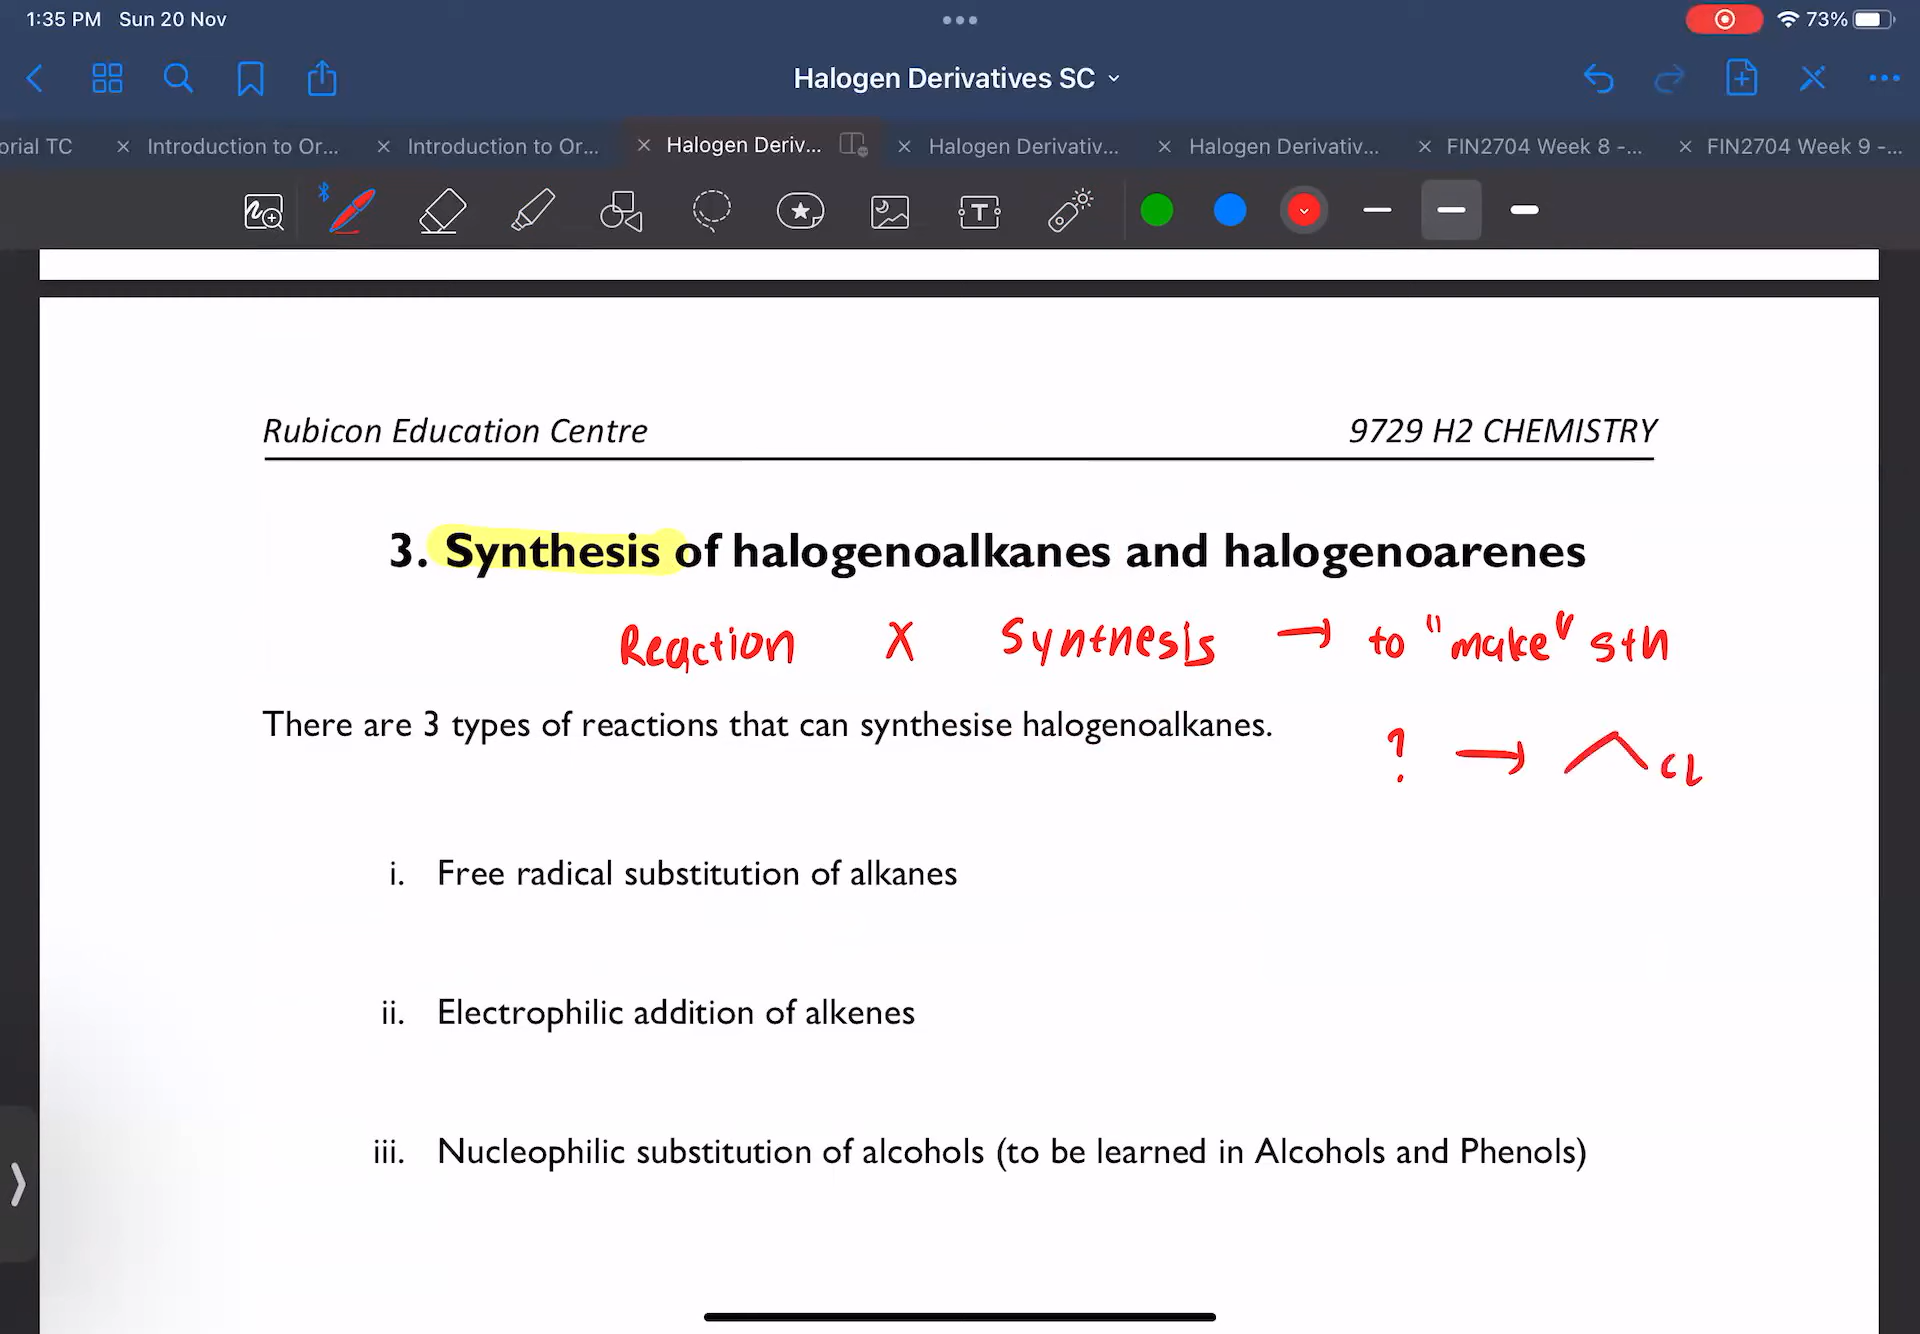 1:35 PM Sun 20 Nov 73%
Halogen Derivatives SC
orial TC Introduction to Or... Introduction to Or... Halogen Deriv... Halogen Derivativ... Halogen Derivativ... FIN2704 Week 8 -... FIN2704 Week 9 -...
Rubicon Education Centre 9729 H2 CHEMISTRY
3. Synthesis of halogenoalkanes and halogenoarenes
Reaction X Synthesis → to "make" sth
There are 3 types of reactions that can synthesise halogenoalkanes.
? → Cl
i. Free radical substitution of alkanes
ii. Electrophilic addition of alkenes
iii. Nucleophilic substitution of alcohols (to be learned in Alcohols and Phenols)